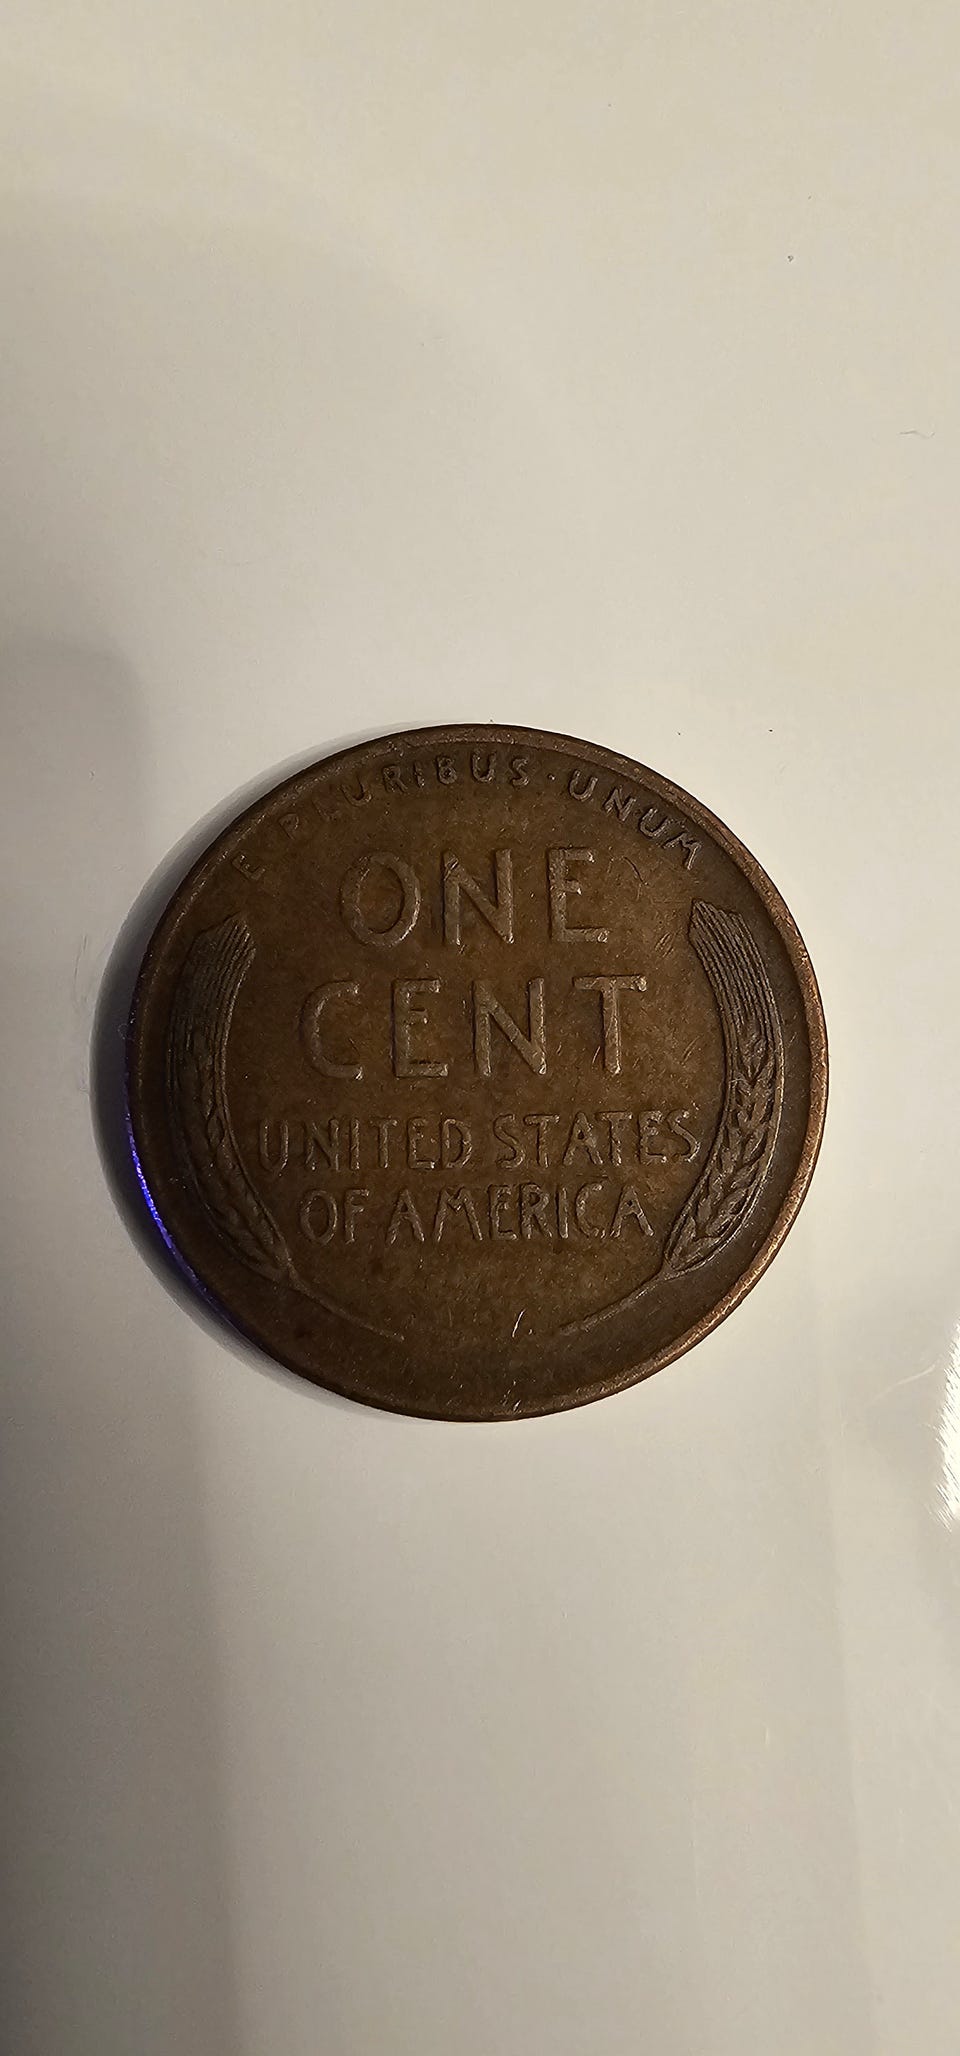 E PLURIBUS · UNUM
ONE
CENT
UNITED STATES
OF AMERICA